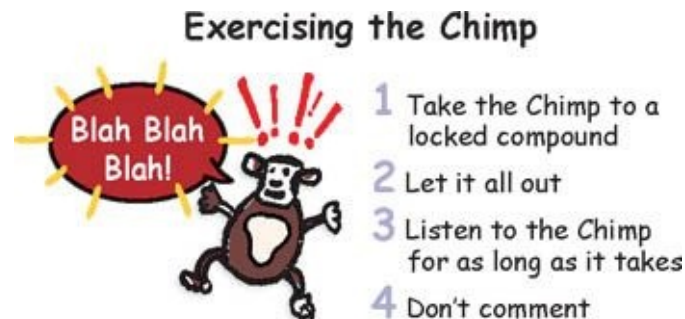 Exercising the Chimp
Blah Blah
Blah!
1 Take the Chimp to a
locked compound
2 Let it all out
3 Listen to the Chimp
for as long as it takes
4 Don't comment